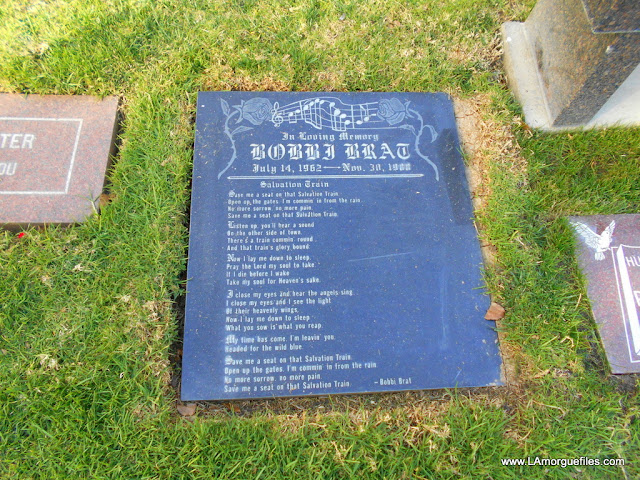 TER
OU
In Loving Memory
BOBBI BRAT
July 14, 1962 — Nov. 30, 1988
Salvation Train
Save me a seat on that Salvation Train.
Open up, the gates. I'm commin in from the rain.
No more sorrow, no more pain.
Save me a seat on that Salvation Train.
Listen up, you'll hear a sound
On the other side of town.
There's a train commin' round
And that train's glory bound.
Now I lay me down to sleep.
Pray the Lord my soul to take.
If I die before I wake
Take my soul for Heaven's sake.
I close my eyes and hear the angels sing.
I close my eyes and I see the light
Of their heavenly wings.
Now I lay me down to sleep
What you sow is what you reap.
My time has come. I'm leavin' you.
Headed for the wild blue.
Save me a seat on that Salvation Train.
Open up the gates. I'm commin in from the rain.
No more sorrow, no more pain.
Save me a seat on that Salvation Train. – Bobbi Brat
HU
www.LAmorguefiles.com